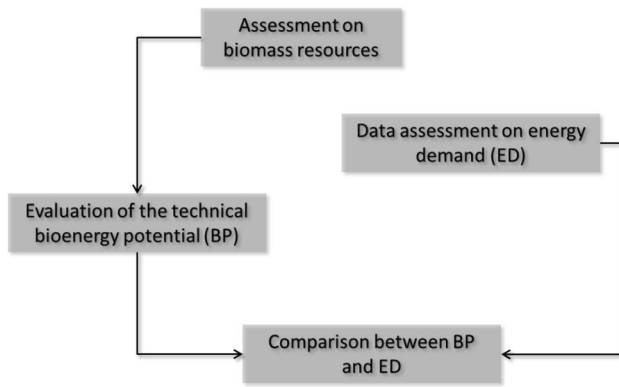 Assessment on
biomass resources
Data assessment on energy
demand (ED)
Evaluation of the technical
bioenergy potential (BP)
Comparison between BP
and ED